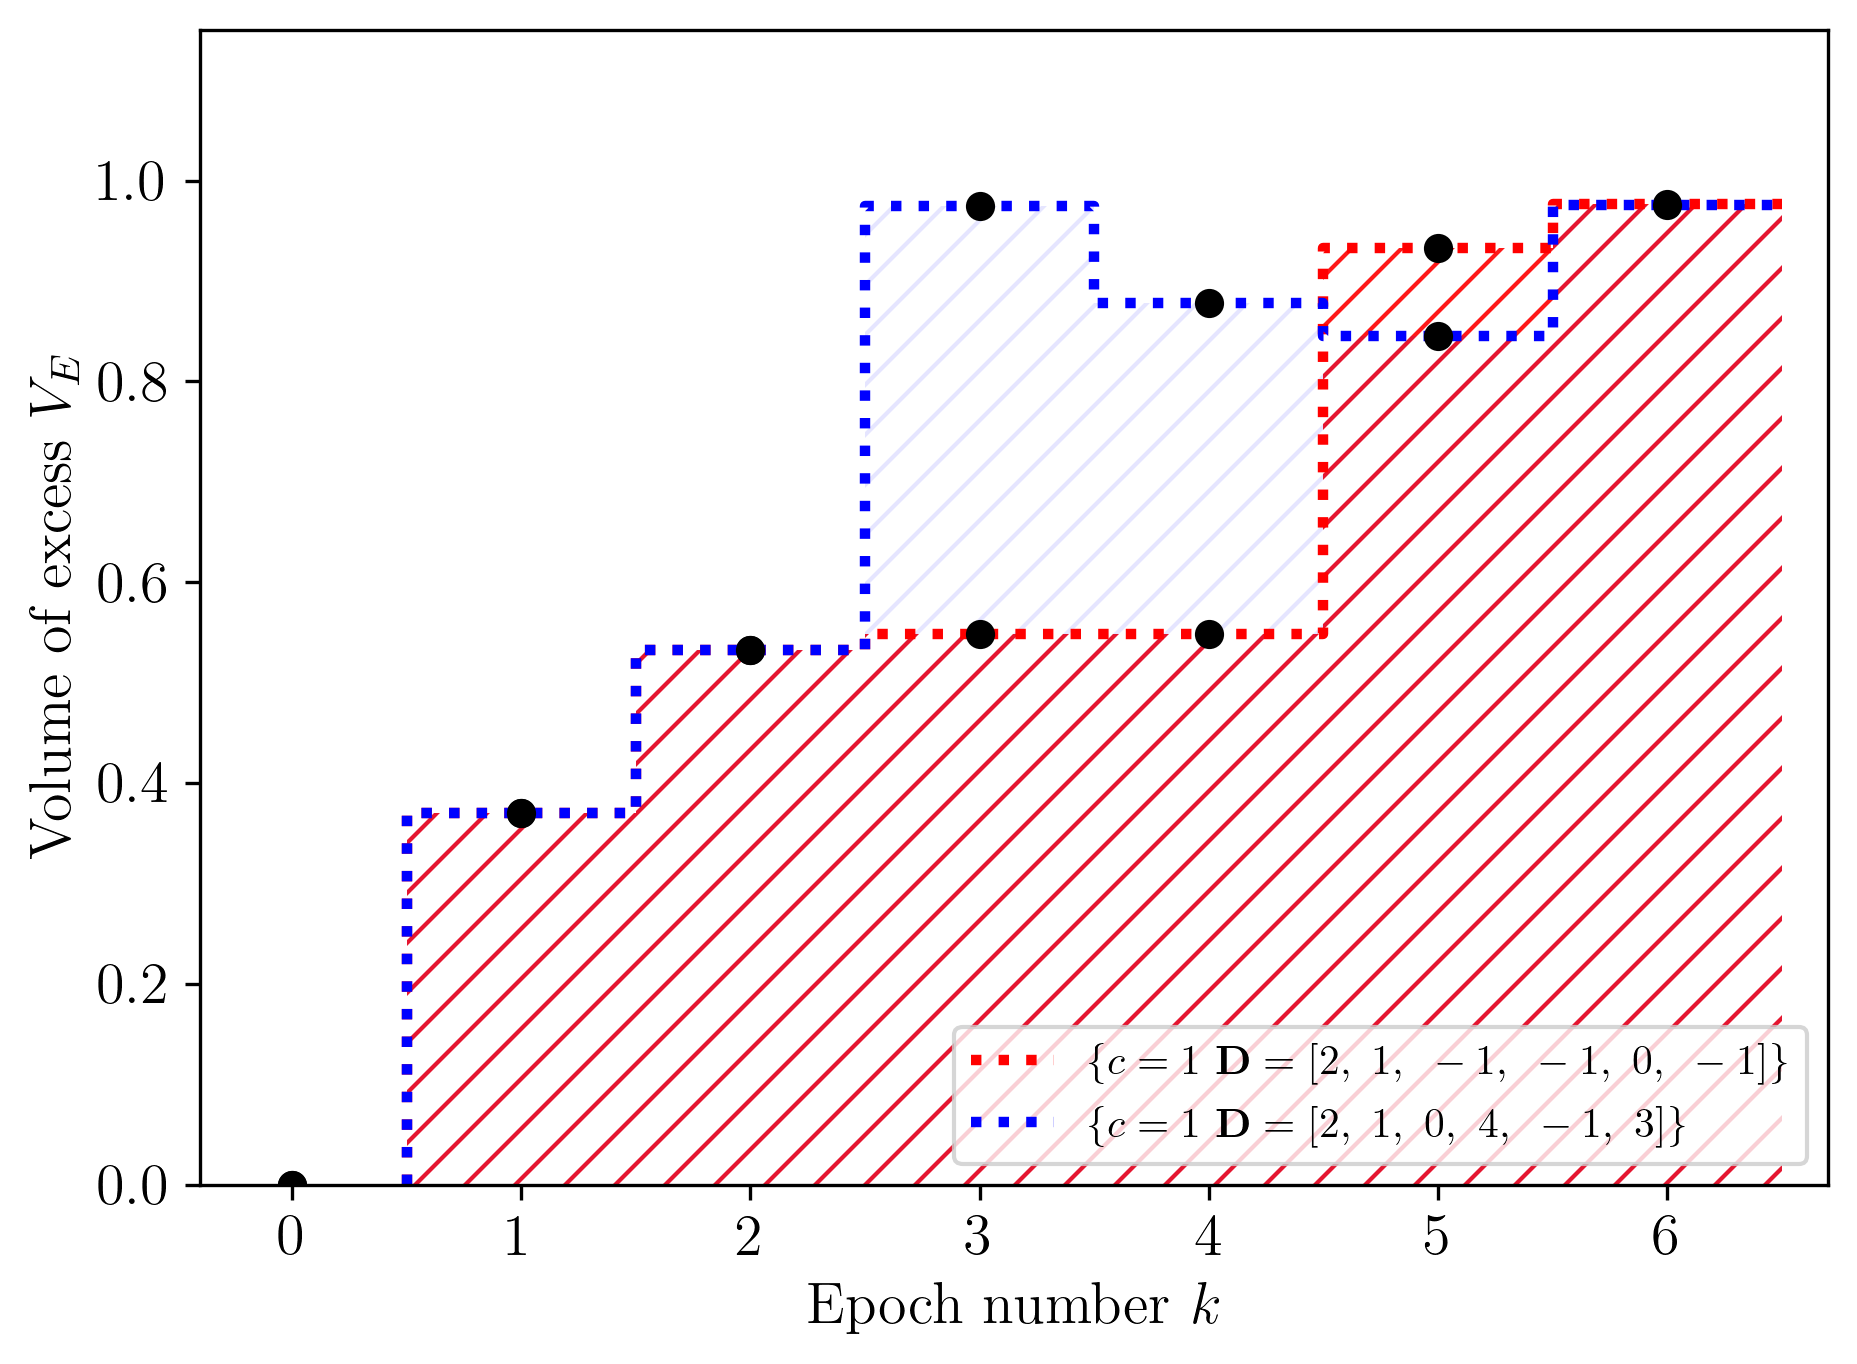 Volume of excess V_E
1.0
0.8
0.6
0.4
0.2
0.0
0 1 2 3 4 5 6
Epoch number k
{c = 1 D = [2, 1, −1, −1, 0, −1]}
{c = 1 D = [2, 1, 0, 4, −1, 3]}